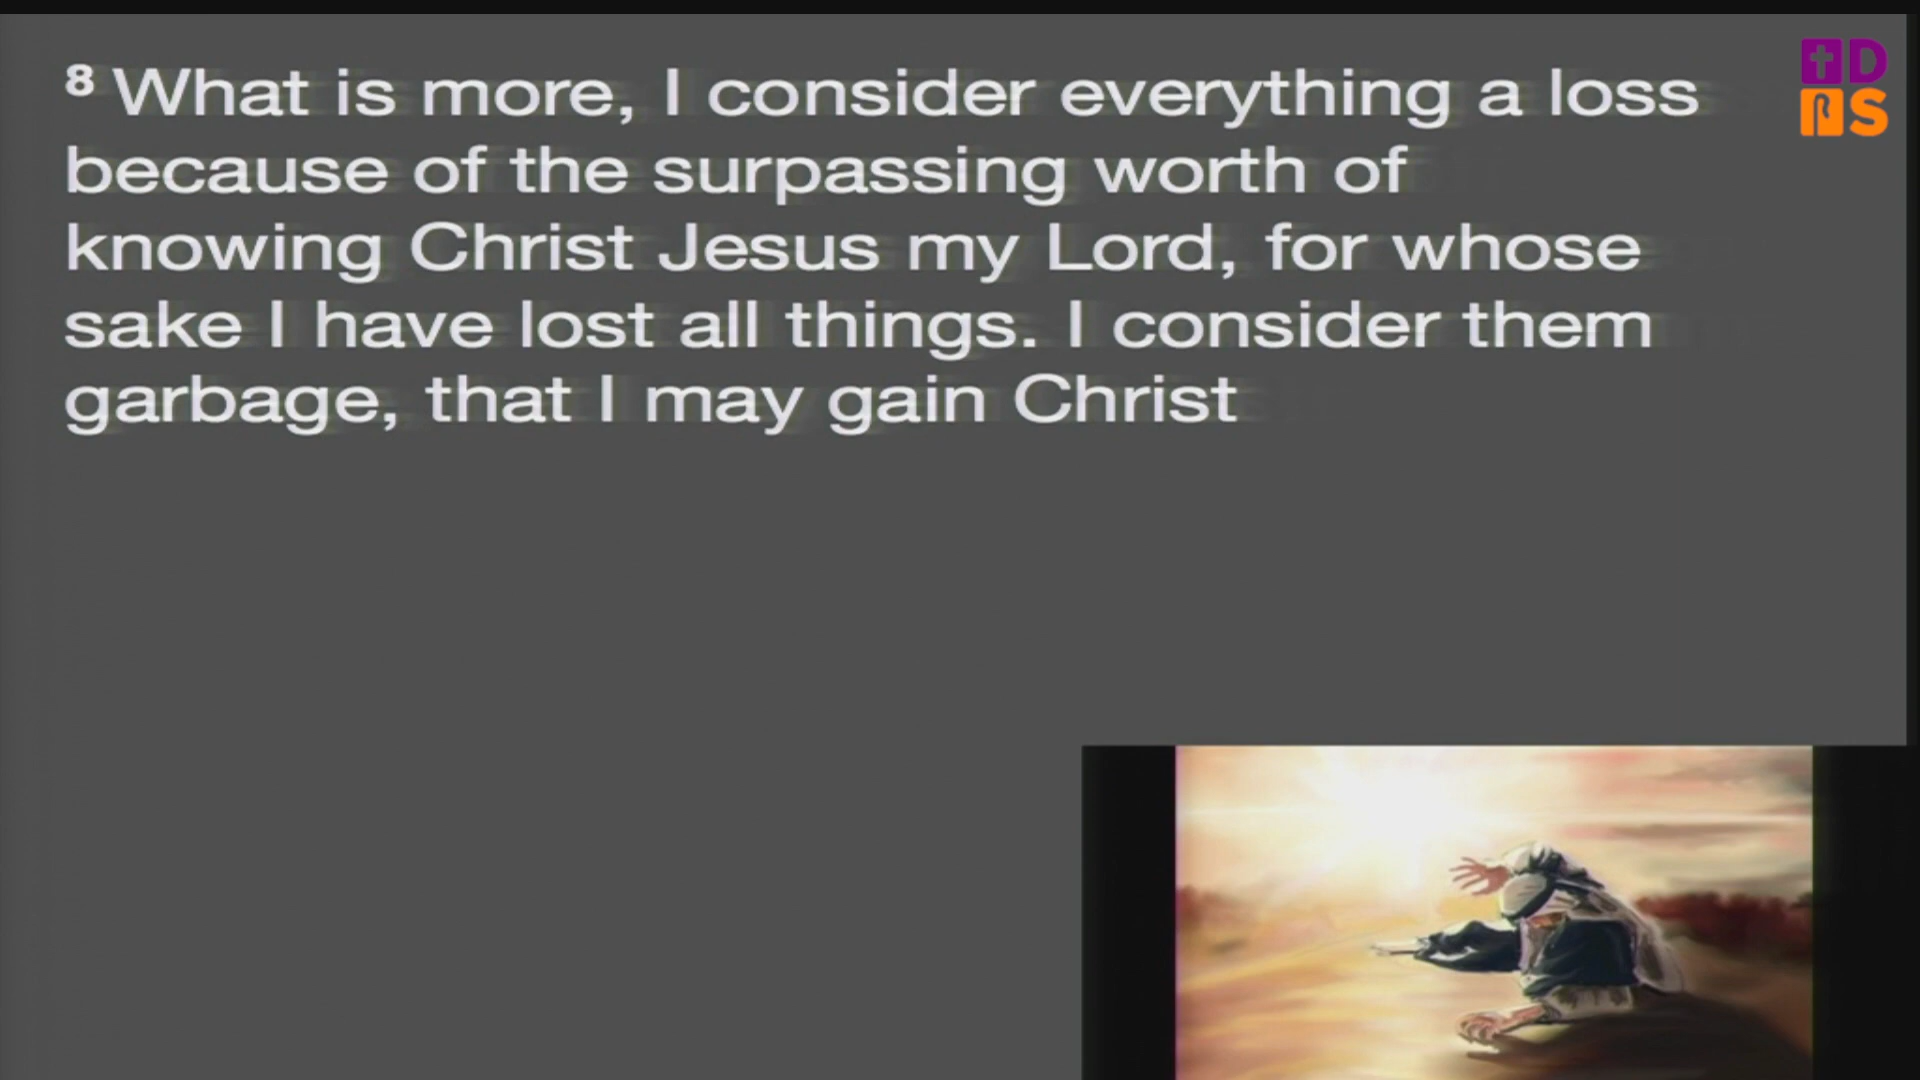 8 What is more, I consider everything a loss
because of the surpassing worth of
knowing Christ Jesus my Lord, for whose
sake I have lost all things. I consider them
garbage, that I may gain Christ
D
S